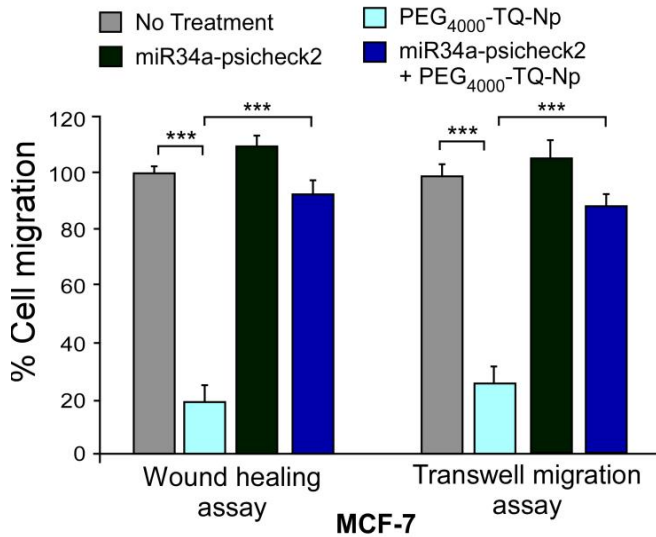 No Treatment
miR34a-psicheck2
PEG4000-TQ-Np
miR34a-psicheck2
+ PEG4000-TQ-Np
% Cell migration
120
100
80
60
40
20
0
***
***
***
***
Wound healing
assay
Transwell migration
assay
MCF-7